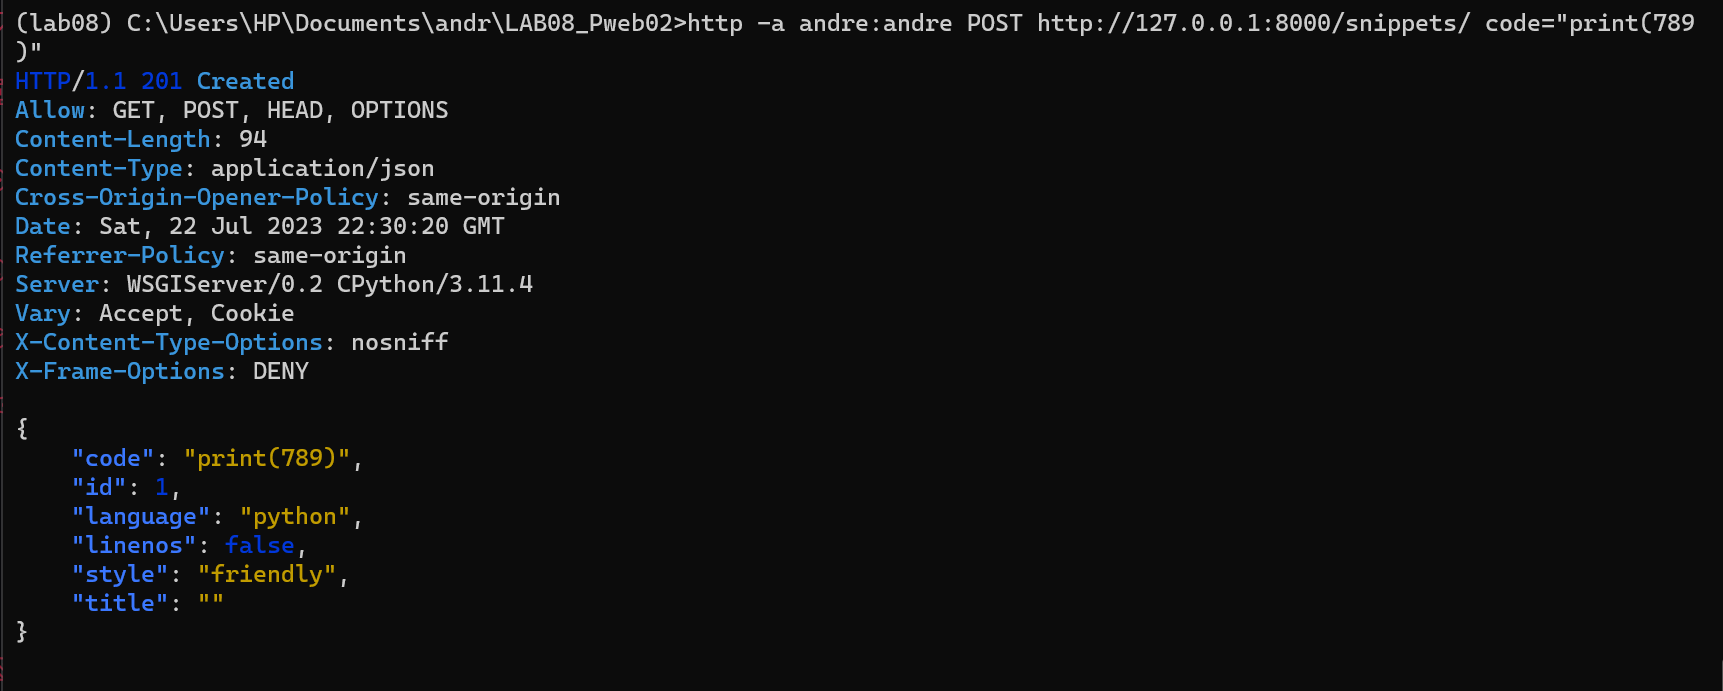 (lab08) C:\Users\HP\Documents\andr\LAB08_Pweb02>http -a andre:andre POST http://127.0.0.1:8000/snippets/ code="print(789
)"
HTTP/1.1 201 Created
Allow: GET, POST, HEAD, OPTIONS
Content-Length: 94
Content-Type: application/json
Cross-Origin-Opener-Policy: same-origin
Date: Sat, 22 Jul 2023 22:30:20 GMT
Referrer-Policy: same-origin
Server: WSGIServer/0.2 CPython/3.11.4
Vary: Accept, Cookie
X-Content-Type-Options: nosniff
X-Frame-Options: DENY

{
    "code": "print(789)",
    "id": 1,
    "language": "python",
    "linenos": false,
    "style": "friendly",
    "title": ""
}